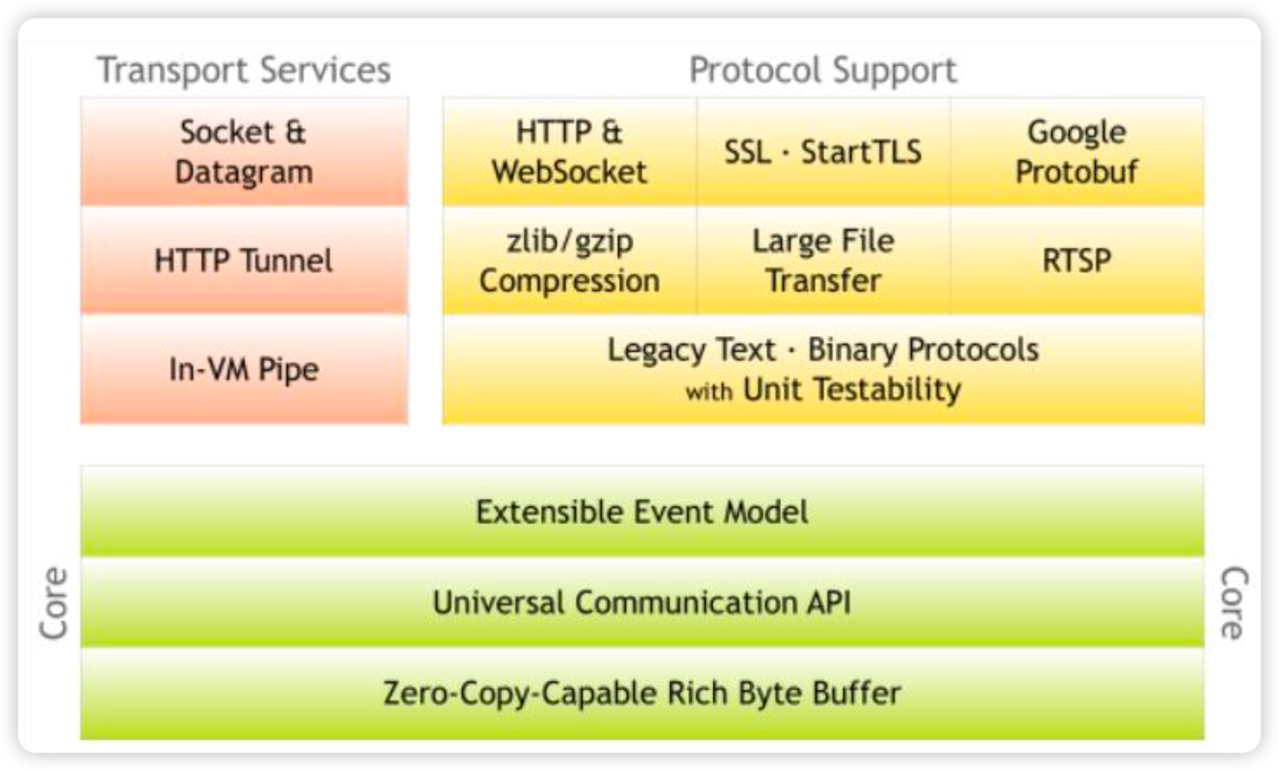 Transport Services
Socket &
Datagram
HTTP Tunnel
In-VM Pipe
Protocol Support
HTTP &
WebSocket
SSL · StartTLS
Google
Protobuf
zlib/gzip
Compression
Large File
Transfer
RTSP
Legacy Text · Binary Protocols
with Unit Testability
Core
Extensible Event Model
Universal Communication API
Zero-Copy-Capable Rich Byte Buffer
Core